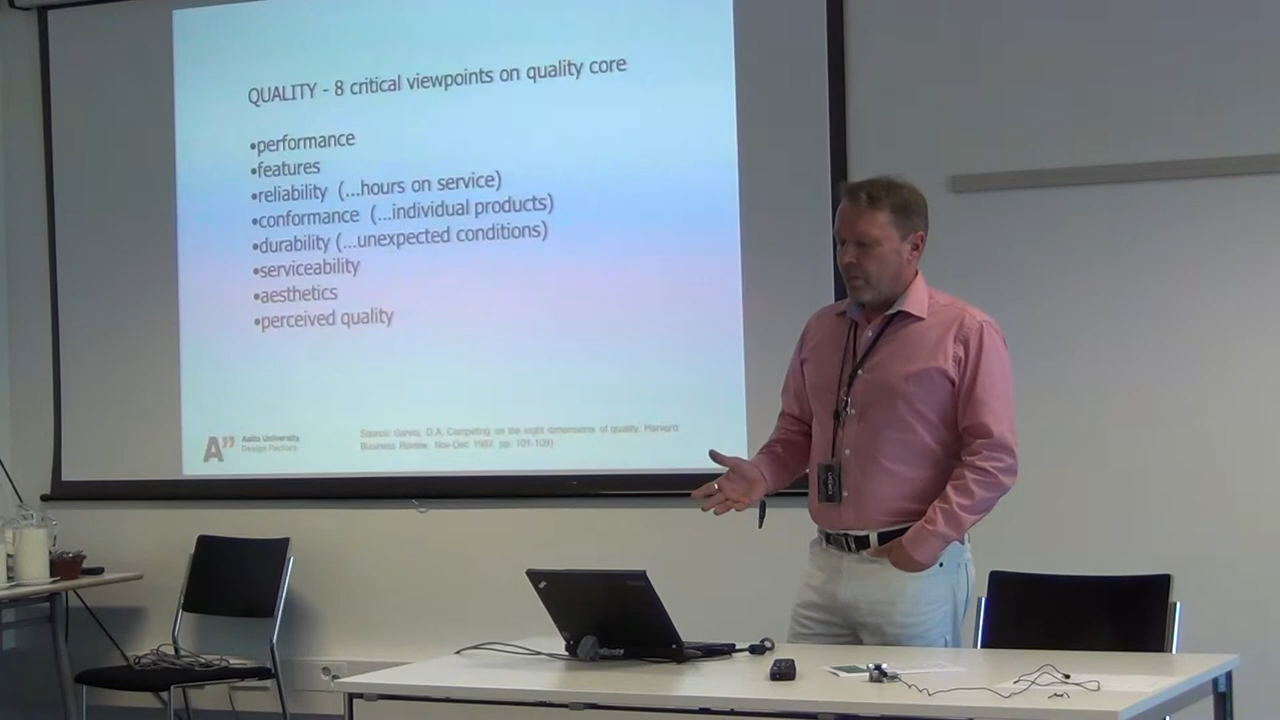 QUALITY - 8 critical viewpoints on quality core
•performance
•features
•reliability (...hours on service)
•conformance (...individual products)
•durability (...unexpected conditions)
•serviceability
•aesthetics
•perceived quality
A”
Aalto University
Design Factory
Source: Garvin, D.A. Competing on the eight dimensions of quality. Harvard
Business Review. Nov-Dec 1987. pp. 101-109)